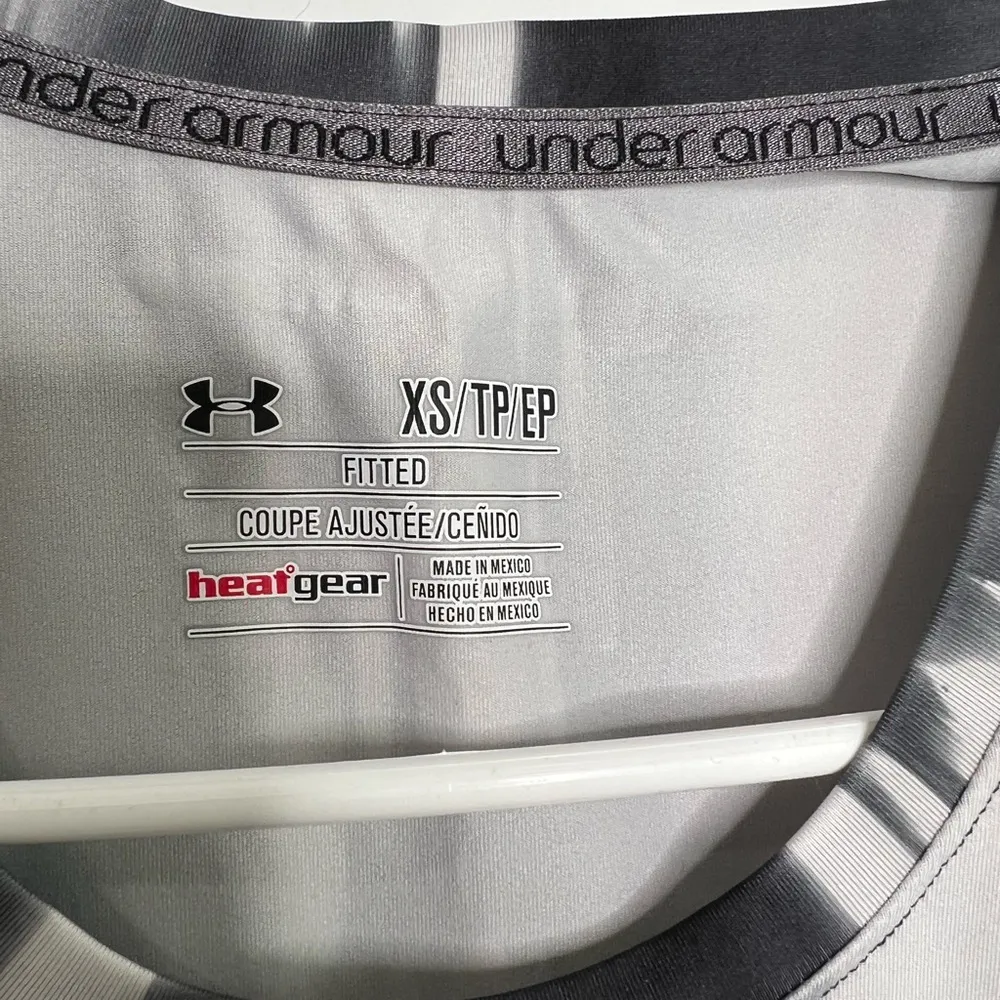 under armour under armour u
XS/TP/EP
FITTED
COUPE AJUSTÉE/CEÑIDO
heatgear
MADE IN MEXICO
FABRIQUÉ AU MEXIQUE
HECHO EN MEXICO